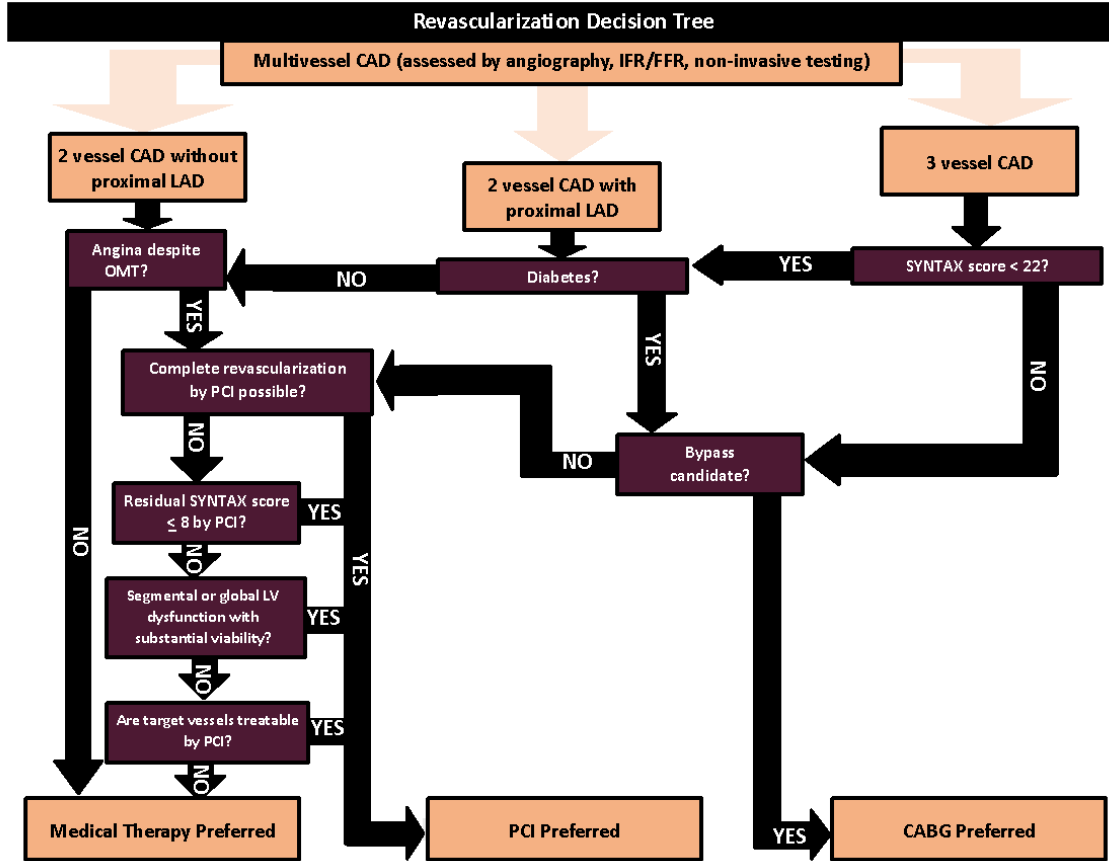 Revascularization Decision Tree
Multivessel CAD (assessed by angiography, IFR/FFR, non-invasive testing)
2 vessel CAD without
proximal LAD
2 vessel CAD with
proximal LAD
3 vessel CAD
Angina despite
OMT?
NO
Diabetes?
YES
SYNTAX score < 22?
YES
YES
NO
Complete revascularization
by PCI possible?
NO
NO
Bypass
candidate?
Residual SYNTAX score
≤ 8 by PCI?
YES
NO
YES
NO
Segmental or global LV
dysfunction with
substantial viability?
YES
NO
Are target vessels treatable
by PCI?
YES
NO
Medical Therapy Preferred
PCI Preferred
YES
CABG Preferred